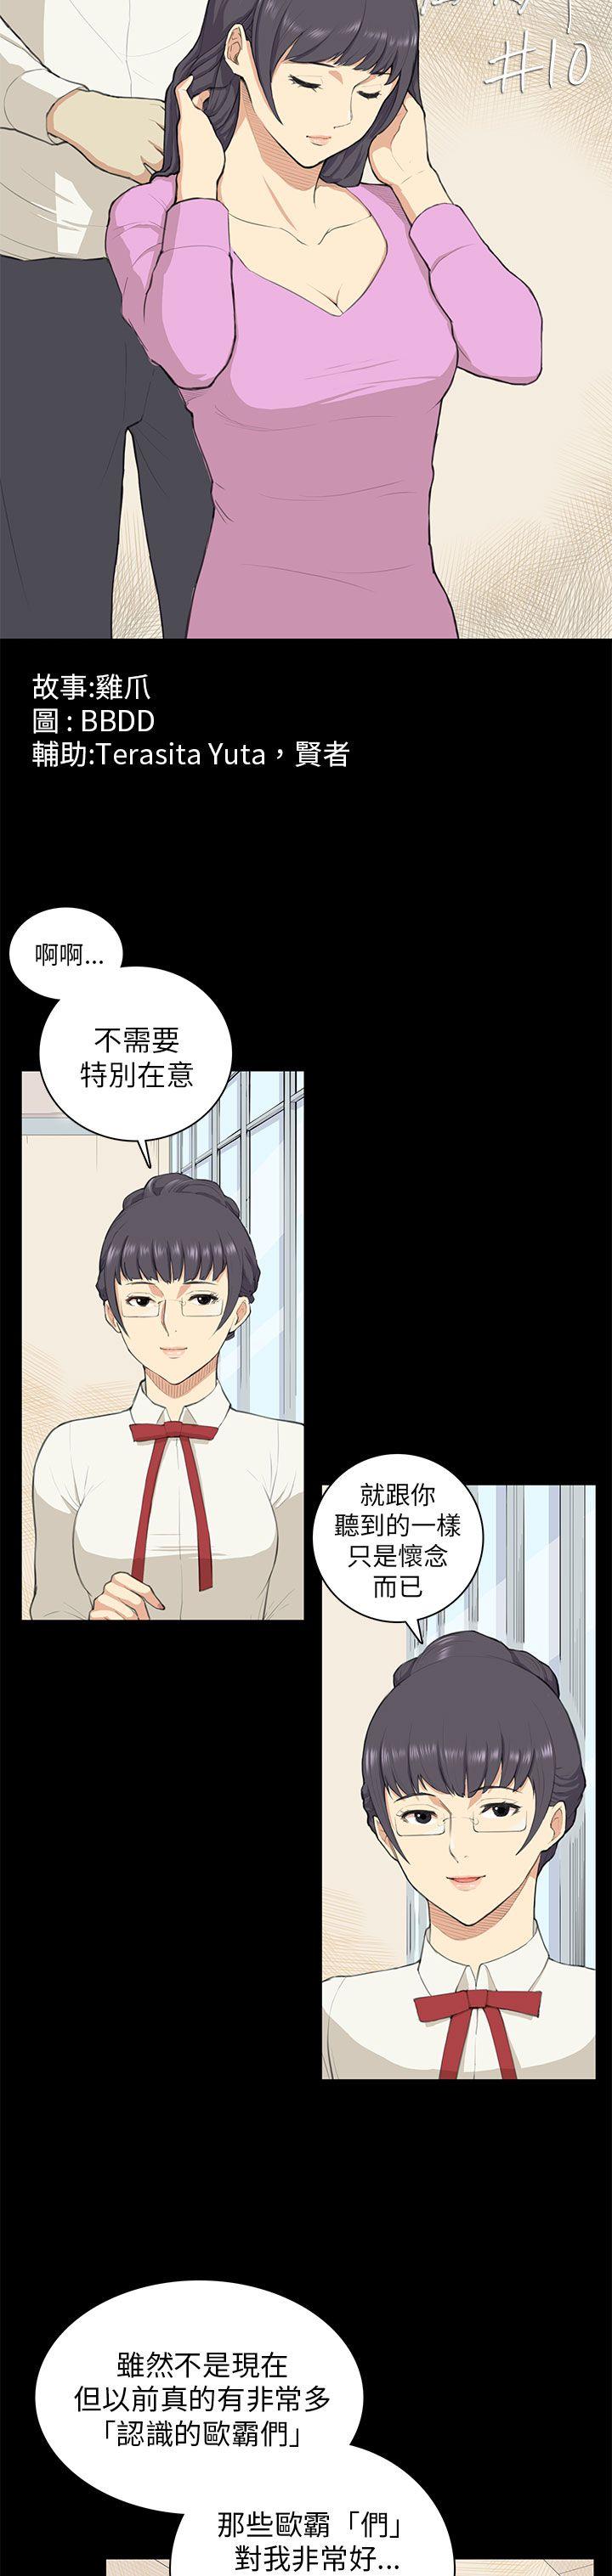 #10
故事:雞爪
圖 : BBDD
輔助:Terasita Yuta，賢者
啊啊...
不需要
特別在意
就跟你
聽到的一樣
只是懷念
而已
雖然不是現在
但以前真的有非常多
「認識的歐霸們」
那些歐霸「們」
對我非常好...